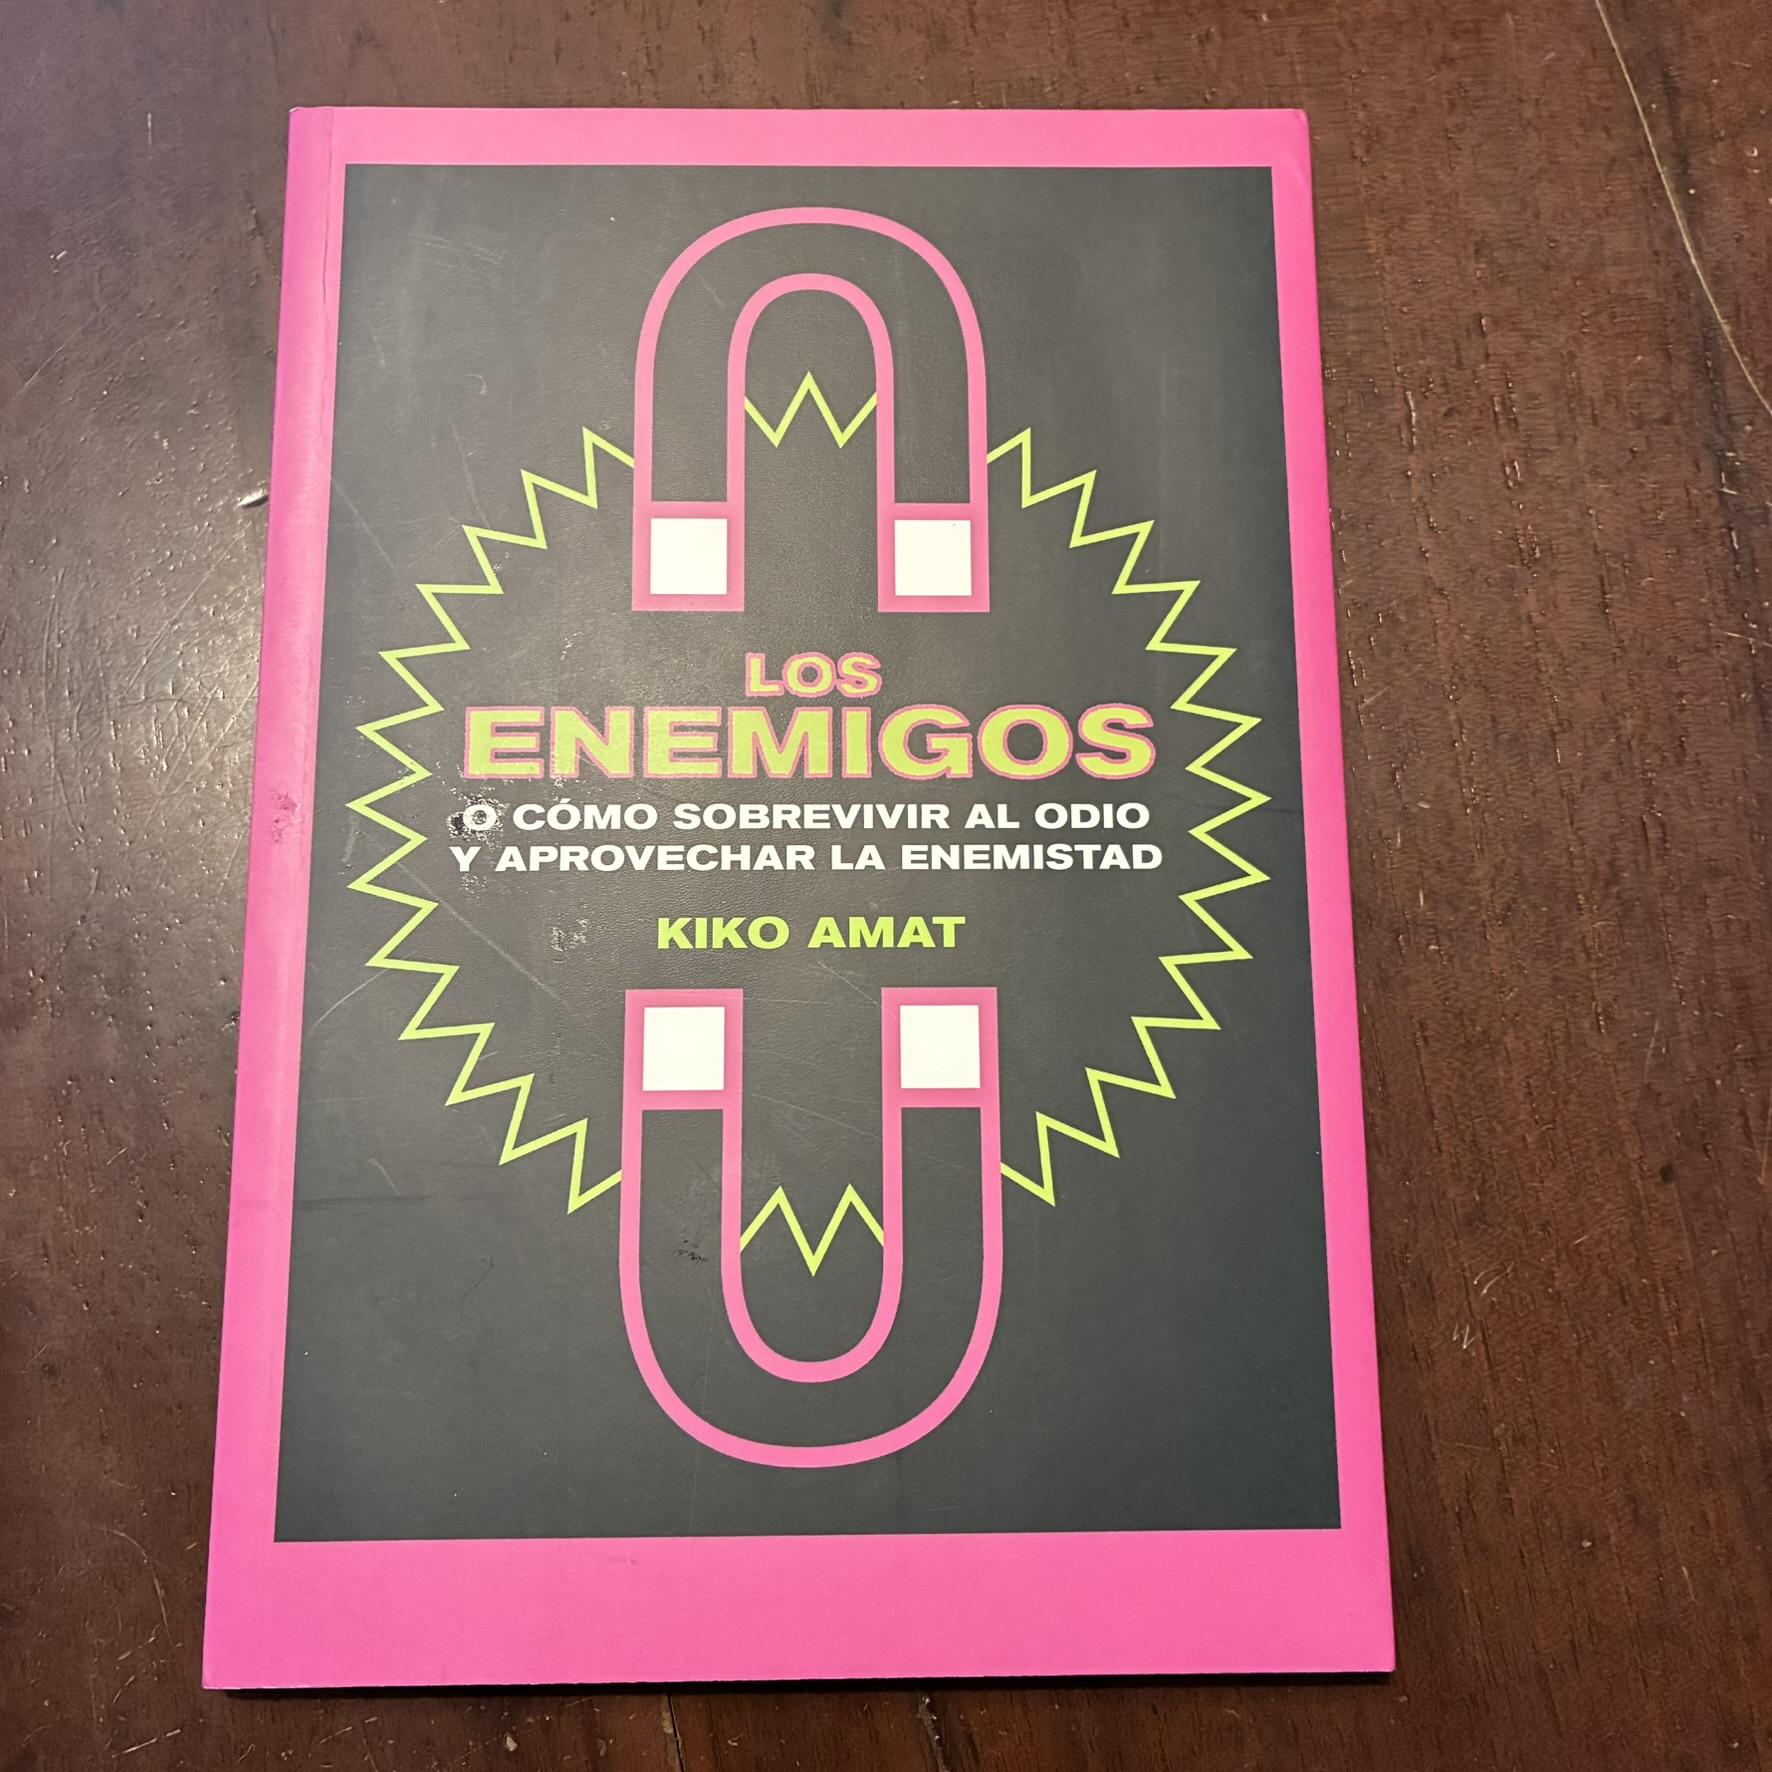 LOS
ENEMIGOS
O CÓMO SOBREVIVIR AL ODIO
Y APROVECHAR LA ENEMISTAD
KIKO AMAT